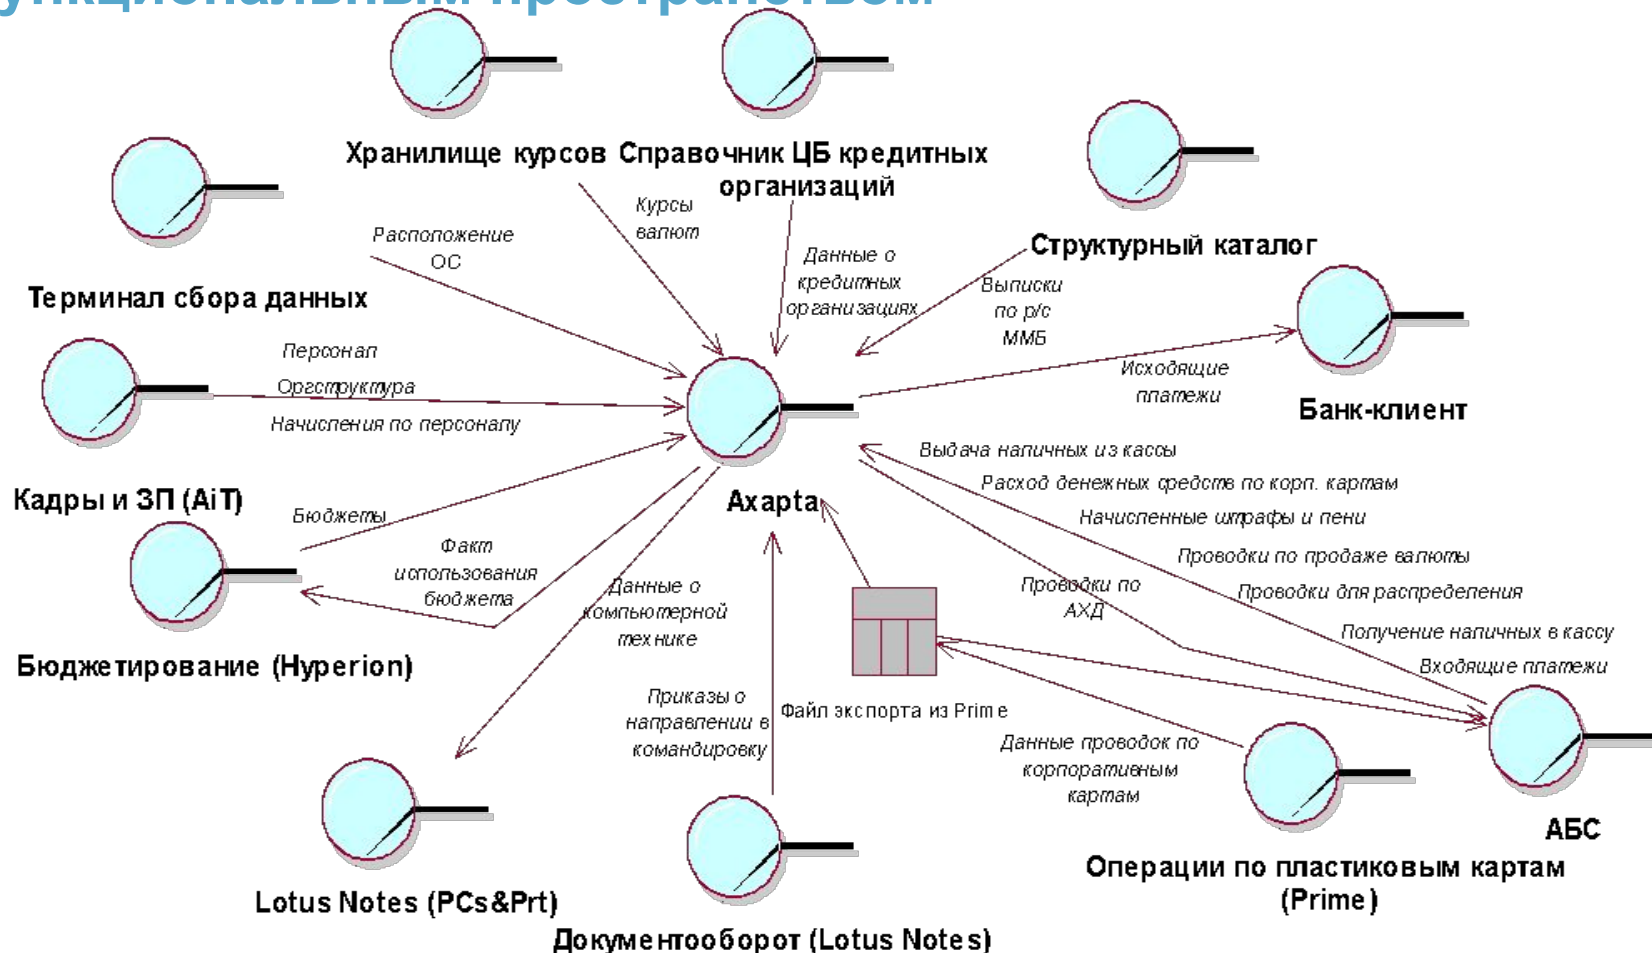 ункциональным пространством
Хранилище курсов
Справочник ЦБ кредитных
организаций
Структурный каталог
Терминал сбора данных
Расположение
ОС
Курсы
валют
Данные о
кредитных
организациях
Выписки
по р/с
ММБ
Исходящие
платежи
Банк-клиент
Персонал
Оргструктура
Начисления по персоналу
Кадры и ЗП (AiT)
Axapta
Бюджеты
Факт
использования
бюджета
Бюджетирование (Hyperion)
Данные о
компьютерной
технике
Выдача наличных из кассы
Расход денежных средств по корп. картам
Начисленные штрафы и пени
Проводки по продаже валюты
Проводки для распределения
Получение наличных в кассу
Входящие платежи
Проводки по
АХД
Приказы о
направлении в
командировку
Файл экспорта из Prime
Данные проводок по
корпоративным
картам
АБС
Операции по пластиковым картам
(Prime)
Lotus Notes (PCs&Prt)
Документооборот (Lotus Notes)